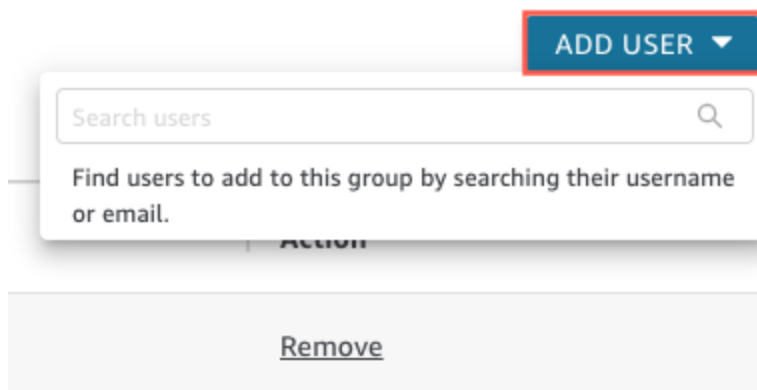 ADD USER
Search users
Find users to add to this group by searching their username
or email.
Action
Remove